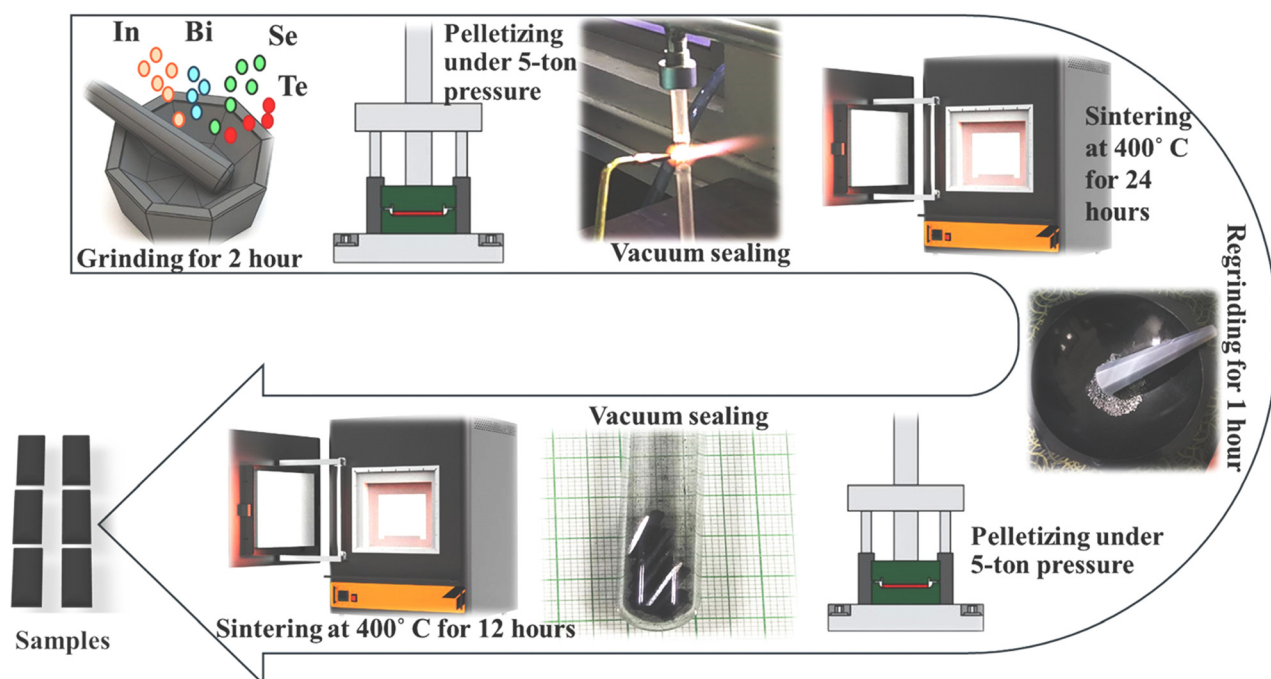 In
Bi
Se
Te
Grinding for 2 hour
Pelletizing
under 5-ton
pressure
Vacuum sealing
Sintering
at 400° C
for 24
hours
Regrinding for 1 hour
Pelletizing under
5-ton pressure
Vacuum sealing
Sintering at 400° C for 12 hours
Samples